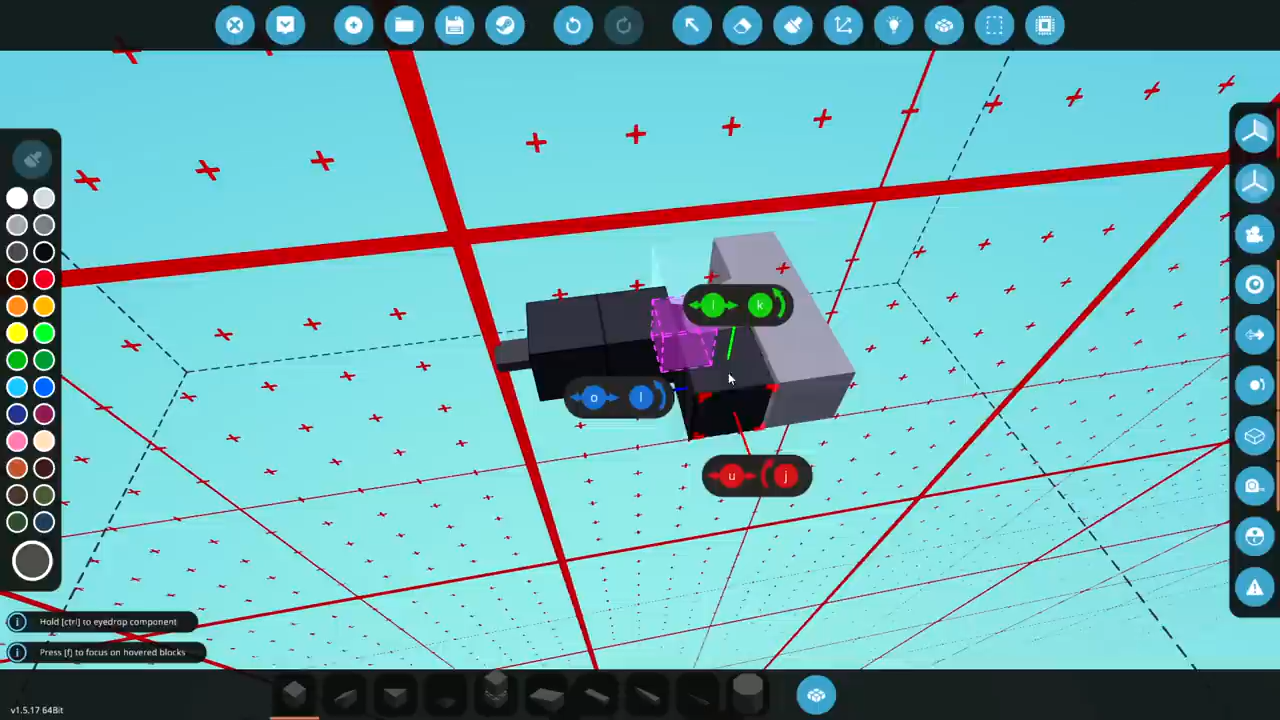 l k
o l
u j
Hold [ctrl] to eyedrop component
Press [f] to focus on hovered blocks
v1.5.17 64Bit